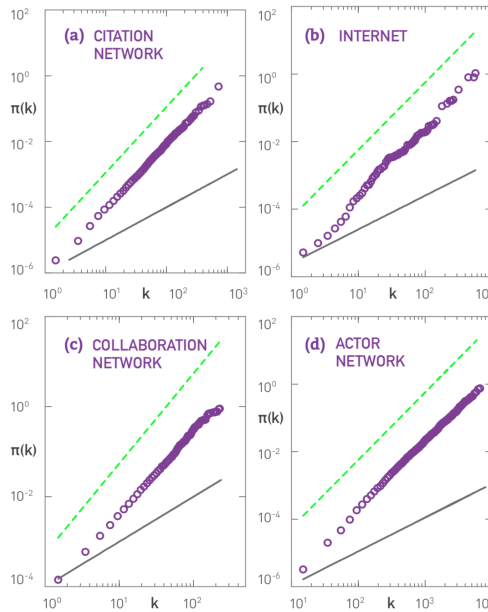 (a) CITATION
NETWORK
10² 
10⁰
π(k)
10⁻²
10⁻⁴
10⁻⁶
10⁰ 10¹ k 10² 10³
(b) INTERNET
10²
10⁰
π(k)
10⁻²
10⁻⁴
10⁻⁶
10⁰ 10¹ k 10² 10³
(c) COLLABORATION
NETWORK
10²
10⁰
π(k)
10⁻²
10⁻⁴
10⁰ 10¹ k 10² 
(d) ACTOR
NETWORK
10²
10⁰
π(k)
10⁻²
10⁻⁴
10⁻⁶
10¹ 10² k 10³ 10⁴